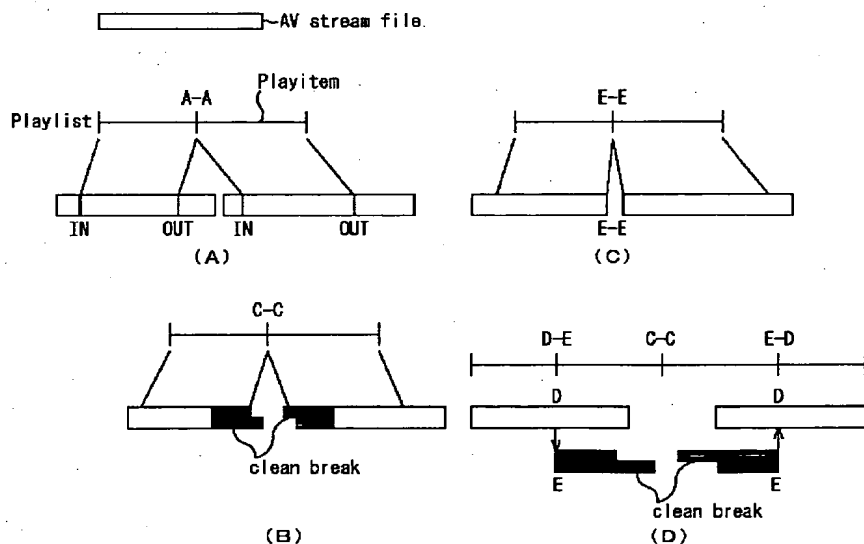 AV stream file
Playitem
A-A
Playlist
IN
OUT
IN
OUT
(A)
E-E
E-E
(C)
C-C
clean break
(B)
D-E
C-C
E-D
D
D
E
E
clean break
(D)